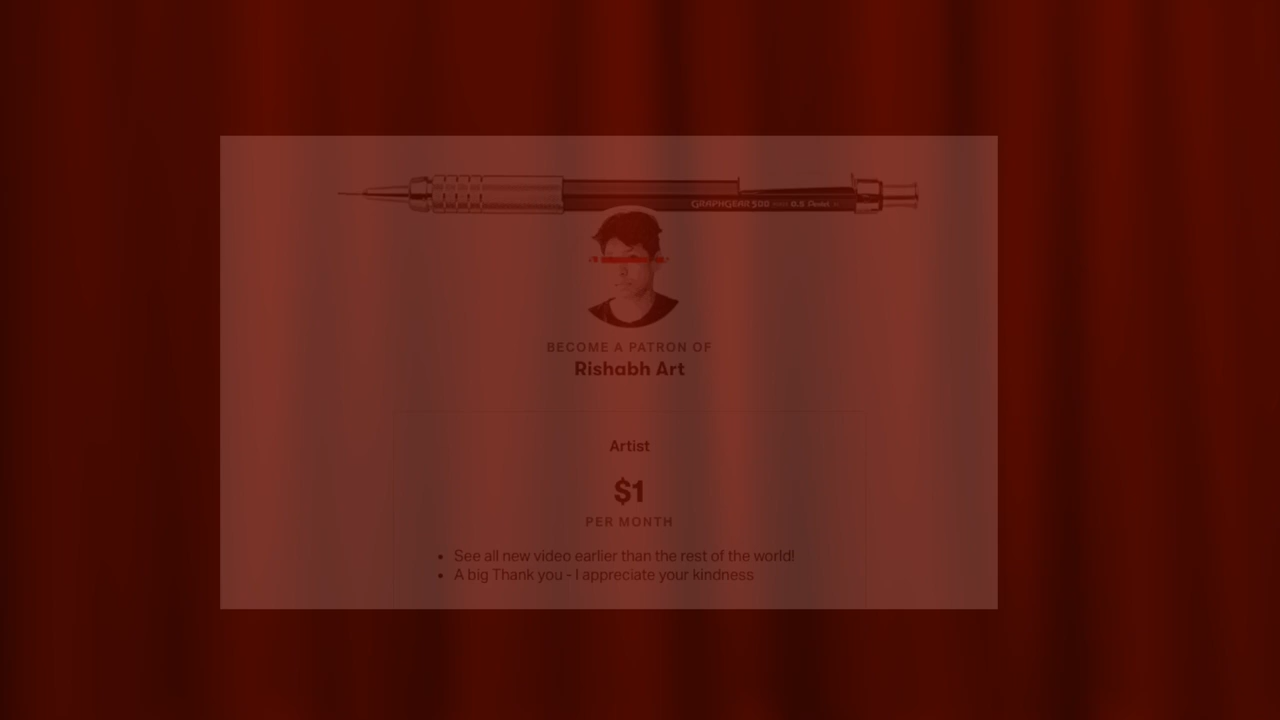 GRAPHGEAR 500 0.5 Pentel
BECOME A PATRON OF
Rishabh Art
Artist
$1
PER MONTH
• See all new video earlier than the rest of the world!
• A big Thank you - I appreciate your kindness